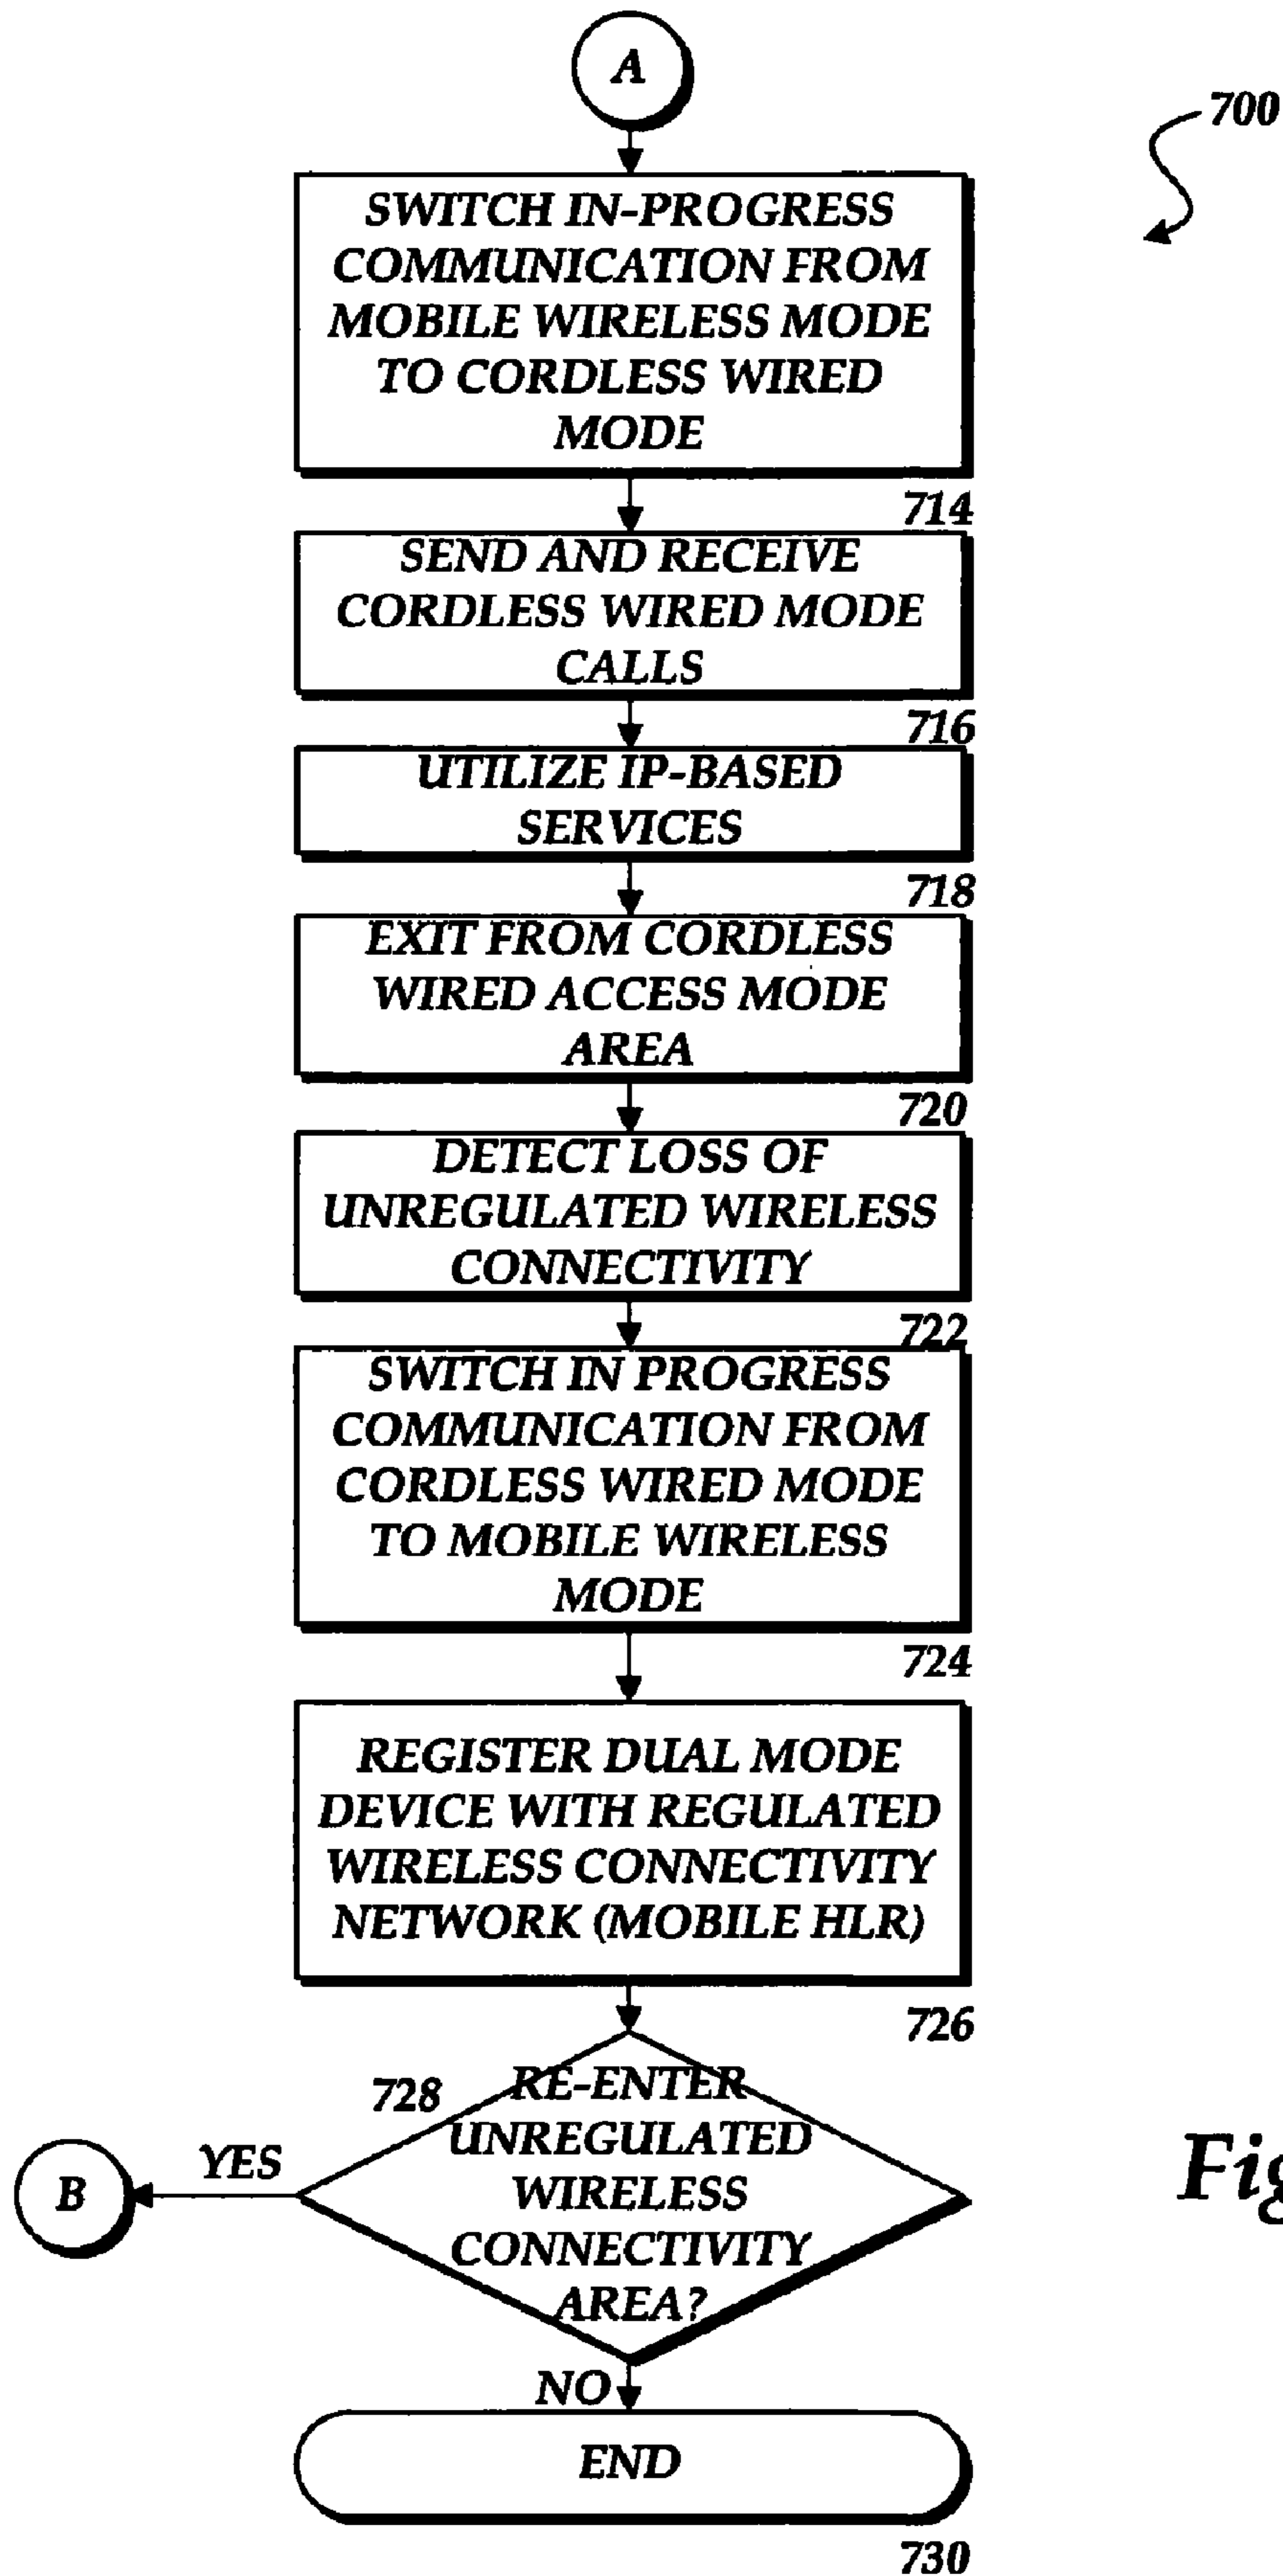 A
700
SWITCH IN-PROGRESS
COMMUNICATION FROM
MOBILE WIRELESS MODE
TO CORDLESS WIRED
MODE
714
SEND AND RECEIVE
CORDLESS WIRED MODE
CALLS
716
UTILIZE IP-BASED
SERVICES
718
EXIT FROM CORDLESS
WIRED ACCESS MODE
AREA
720
DETECT LOSS OF
UNREGULATED WIRELESS
CONNECTIVITY
722
SWITCH IN PROGRESS
COMMUNICATION FROM
CORDLESS WIRED MODE
TO MOBILE WIRELESS
MODE
724
REGISTER DUAL MODE
DEVICE WITH REGULATED
WIRELESS CONNECTIVITY
NETWORK (MOBILE HLR)
726
728
RE-ENTER
UNREGULATED
WIRELESS
CONNECTIVITY
AREA?
YES
B
Fig
NO
END
730